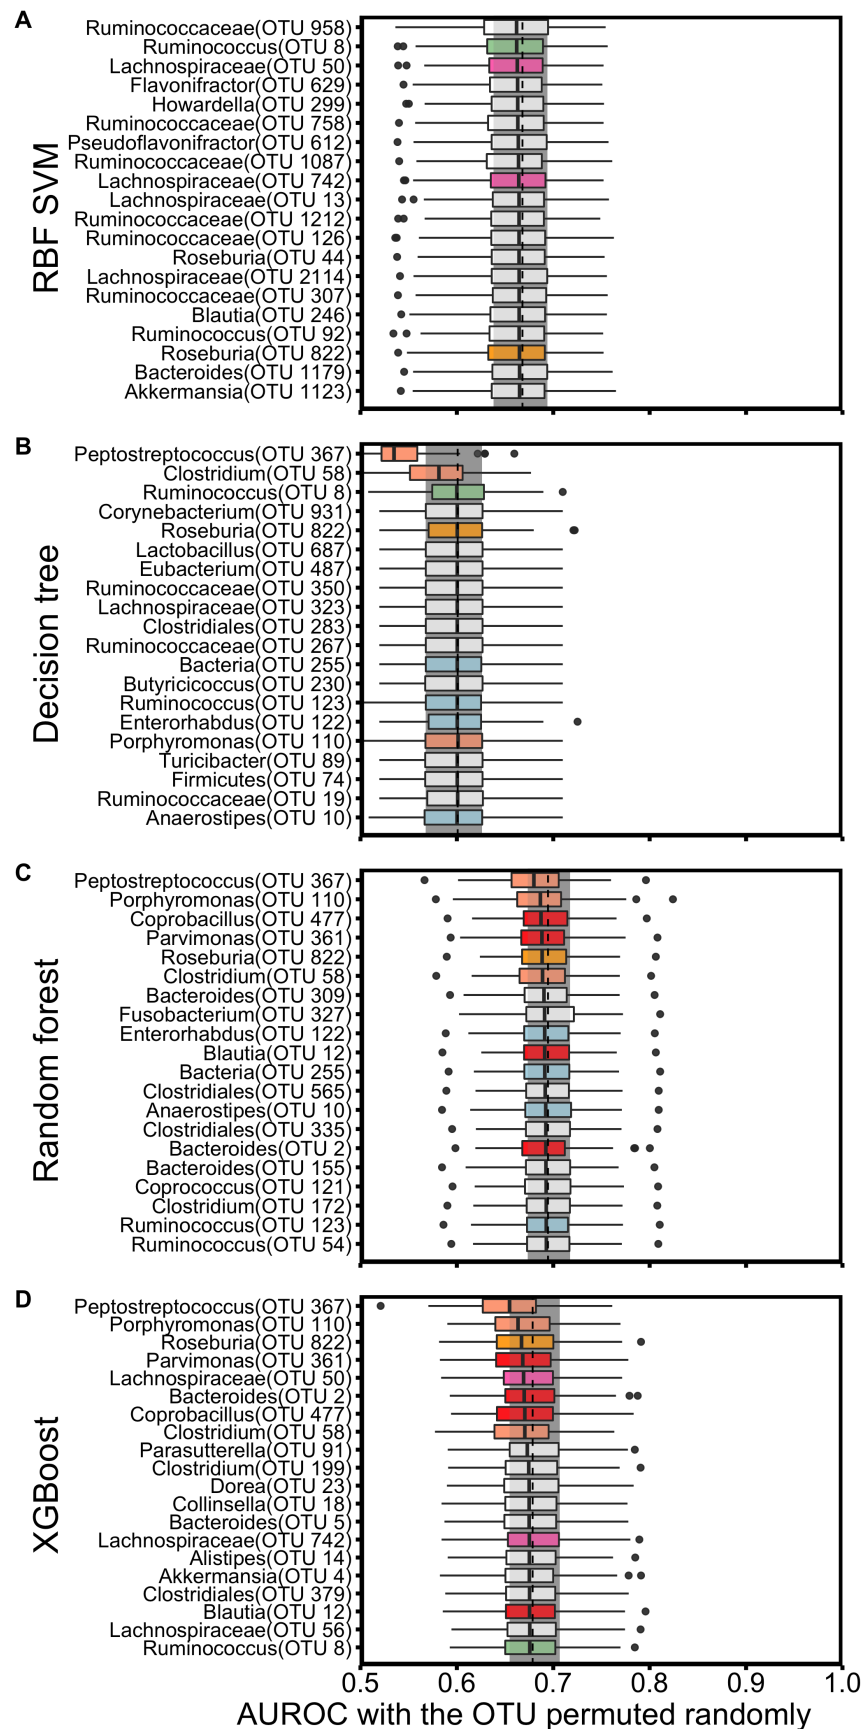 A
RBF SVM
Ruminococcaceae(OTU 958)
Ruminococcus(OTU 8)
Lachnospiraceae(OTU 50)
Flavonifractor(OTU 629)
Howardella(OTU 299)
Ruminococcaceae(OTU 758)
Pseudoflavonifractor(OTU 612)
Ruminococcaceae(OTU 1087)
Lachnospiraceae(OTU 742)
Lachnospiraceae(OTU 13)
Ruminococcaceae(OTU 1212)
Ruminococcaceae(OTU 126)
Roseburia(OTU 44)
Lachnospiraceae(OTU 2114)
Ruminococcaceae(OTU 307)
Blautia(OTU 246)
Ruminococcus(OTU 92)
Roseburia(OTU 822)
Bacteroides(OTU 1179)
Akkermansia(OTU 1123)
B
Decision tree
Peptostreptococcus(OTU 367)
Clostridium(OTU 58)
Ruminococcus(OTU 8)
Corynebacterium(OTU 931)
Roseburia(OTU 822)
Lactobacillus(OTU 687)
Eubacterium(OTU 487)
Ruminococcaceae(OTU 350)
Lachnospiraceae(OTU 323)
Clostridiales(OTU 283)
Ruminococcaceae(OTU 267)
Bacteria(OTU 255)
Butyricicoccus(OTU 230)
Ruminococcus(OTU 123)
Enterorhabdus(OTU 122)
Porphyromonas(OTU 110)
Turicibacter(OTU 89)
Firmicutes(OTU 74)
Ruminococcaceae(OTU 19)
Anaerostipes(OTU 10)
C
Random forest
Peptostreptococcus(OTU 367)
Porphyromonas(OTU 110)
Coprobacillus(OTU 477)
Parvimonas(OTU 361)
Roseburia(OTU 822)
Clostridium(OTU 58)
Bacteroides(OTU 309)
Fusobacterium(OTU 327)
Enterorhabdus(OTU 122)
Blautia(OTU 12)
Bacteria(OTU 255)
Clostridiales(OTU 565)
Anaerostipes(OTU 10)
Clostridiales(OTU 335)
Bacteroides(OTU 2)
Bacteroides(OTU 155)
Coprococcus(OTU 121)
Clostridium(OTU 172)
Ruminococcus(OTU 123)
Ruminococcus(OTU 54)
D
XGBoost
Peptostreptococcus(OTU 367)
Porphyromonas(OTU 110)
Roseburia(OTU 822)
Parvimonas(OTU 361)
Lachnospiraceae(OTU 50)
Bacteroides(OTU 2)
Coprobacillus(OTU 477)
Clostridium(OTU 58)
Parasutterella(OTU 91)
Clostridium(OTU 199)
Dorea(OTU 23)
Collinsella(OTU 18)
Bacteroides(OTU 5)
Lachnospiraceae(OTU 742)
Alistipes(OTU 14)
Akkermansia(OTU 4)
Clostridiales(OTU 379)
Blautia(OTU 12)
Lachnospiraceae(OTU 56)
Ruminococcus(OTU 8)
0.5 0.6 0.7 0.8 0.9 1.0
AUROC with the OTU permuted randomly